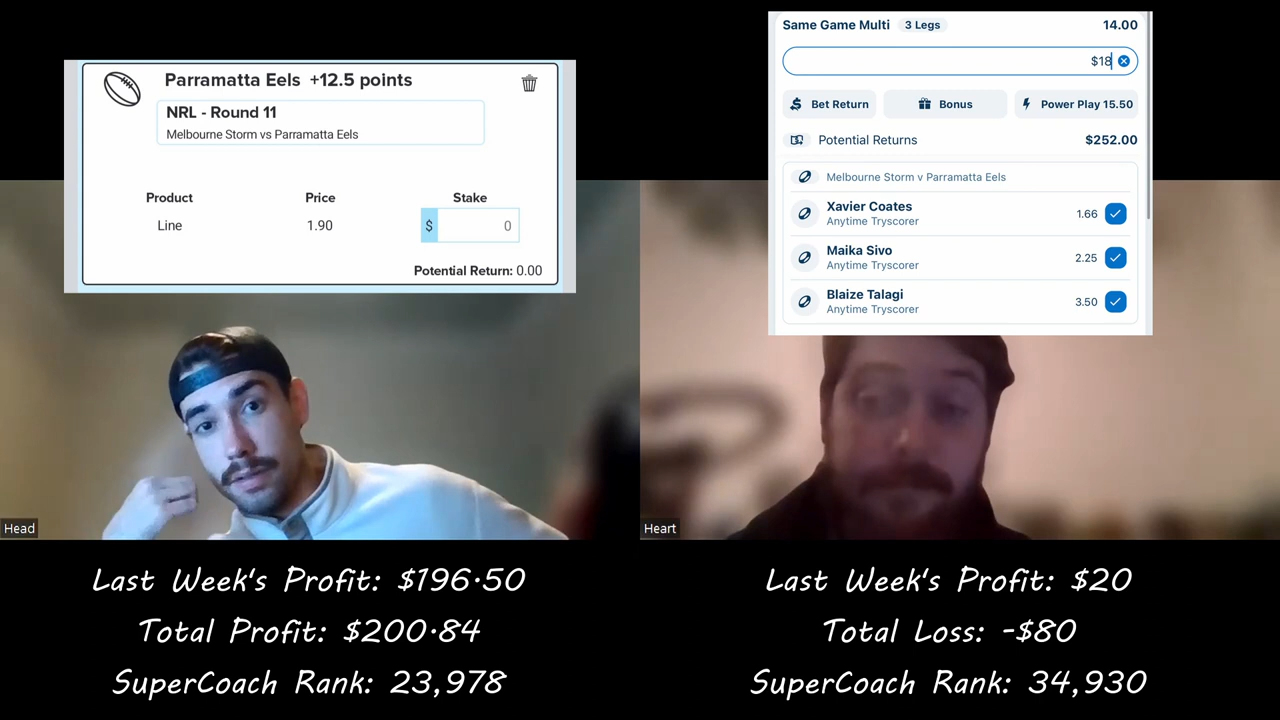 Parramatta Eels +12.5 points
NRL - Round 11
Melbourne Storm vs Parramatta Eels
Product Price Stake
Line 1.90 $ 0
Potential Return: 0.00
Same Game Multi 3 Legs 14.00
$18
Bet Return Bonus Power Play 15.50
Potential Returns $252.00
Melbourne Storm v Parramatta Eels
Xavier Coates 1.66
Anytime Tryscorer
Maika Sivo 2.25
Anytime Tryscorer
Blaize Talagi 3.50
Anytime Tryscorer
Head
Heart
Last Week's Profit: $196.50
Total Profit: $200.84
SuperCoach Rank: 23,978
Last Week's Profit: $20
Total Loss: -$80
SuperCoach Rank: 34,930